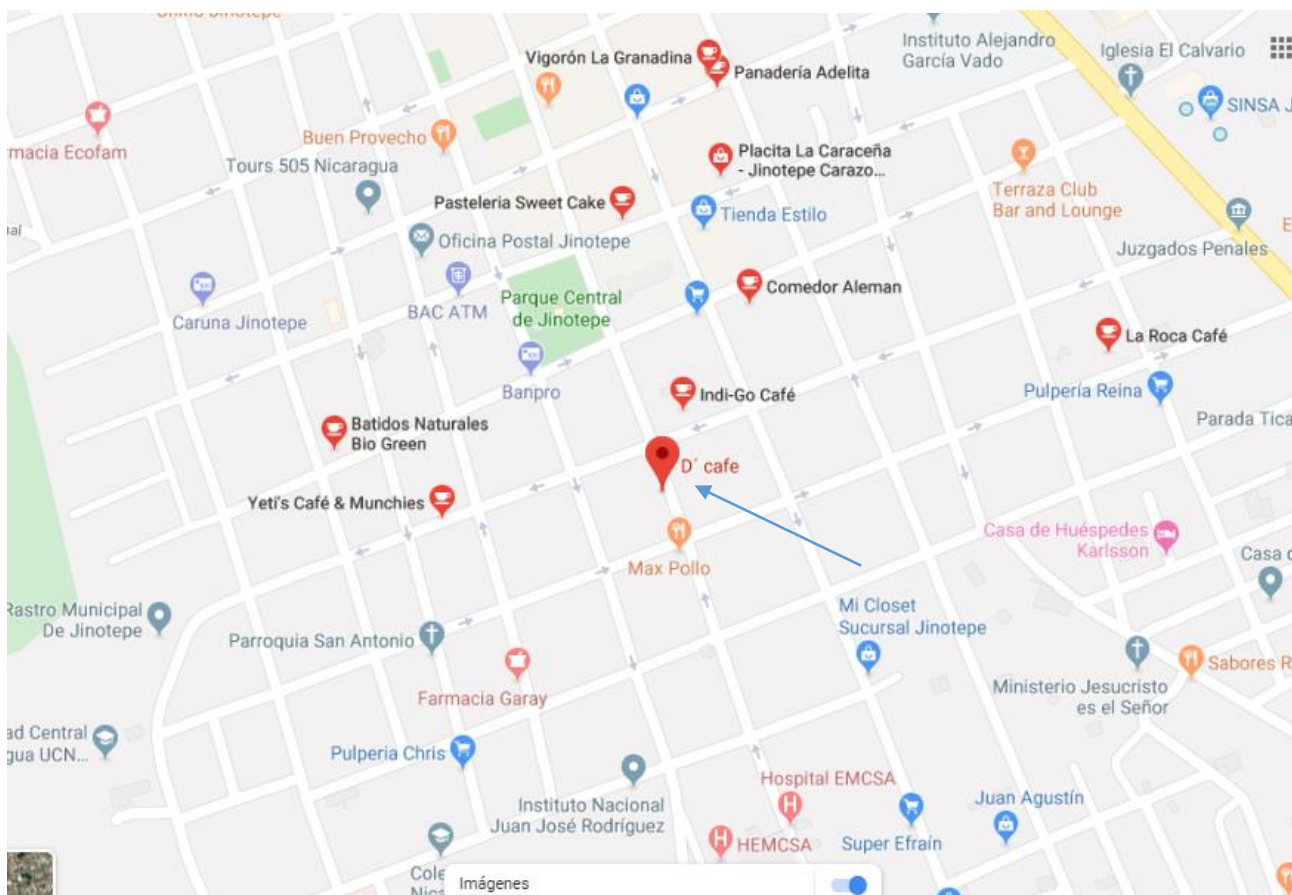 Instituto Alejandro
García Vado
Iglesia El Calvario
Vigorón La Granadina
Panadería Adelita
SINSA J
Buen Provecho
macia Ecofam
Tours 505 Nicaragua
Placita La Caraceña
- Jinotepe Carazo...
Terraza Club
Bar and Lounge
Pasteleria Sweet Cake
Tienda Estilo
Oficina Postal Jinotepe
Juzgados Penales
Comedor Aleman
BAC ATM
Parque Central
de Jinotepe
Caruna Jinotepe
La Roca Café
Banpro
Indi-Go Café
Pulpería Reina
Parada Tica
Batidos Naturales
Bio Green
D´ cafe
Yeti's Café & Munchies
Casa de Huéspedes
Karlsson
Casa d
Max Pollo
Rastro Municipal
De Jinotepe
Mi Closet
Sucursal Jinotepe
Parroquia San Antonio
Sabores R
Farmacia Garay
Ministerio Jesucristo
es el Señor
ad Central
gua UCN...
Pulperia Chris
Hospital EMCSA
Instituto Nacional
Juan José Rodríguez
Juan Agustín
HEMCSA
Super Efraín
Cole
Nica
Imágenes